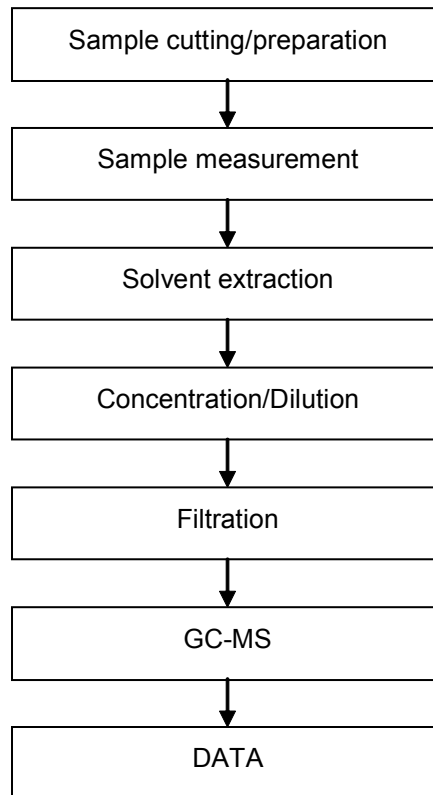 Sample cutting/preparation
Sample measurement
Solvent extraction
Concentration/Dilution
Filtration
GC-MS
DATA